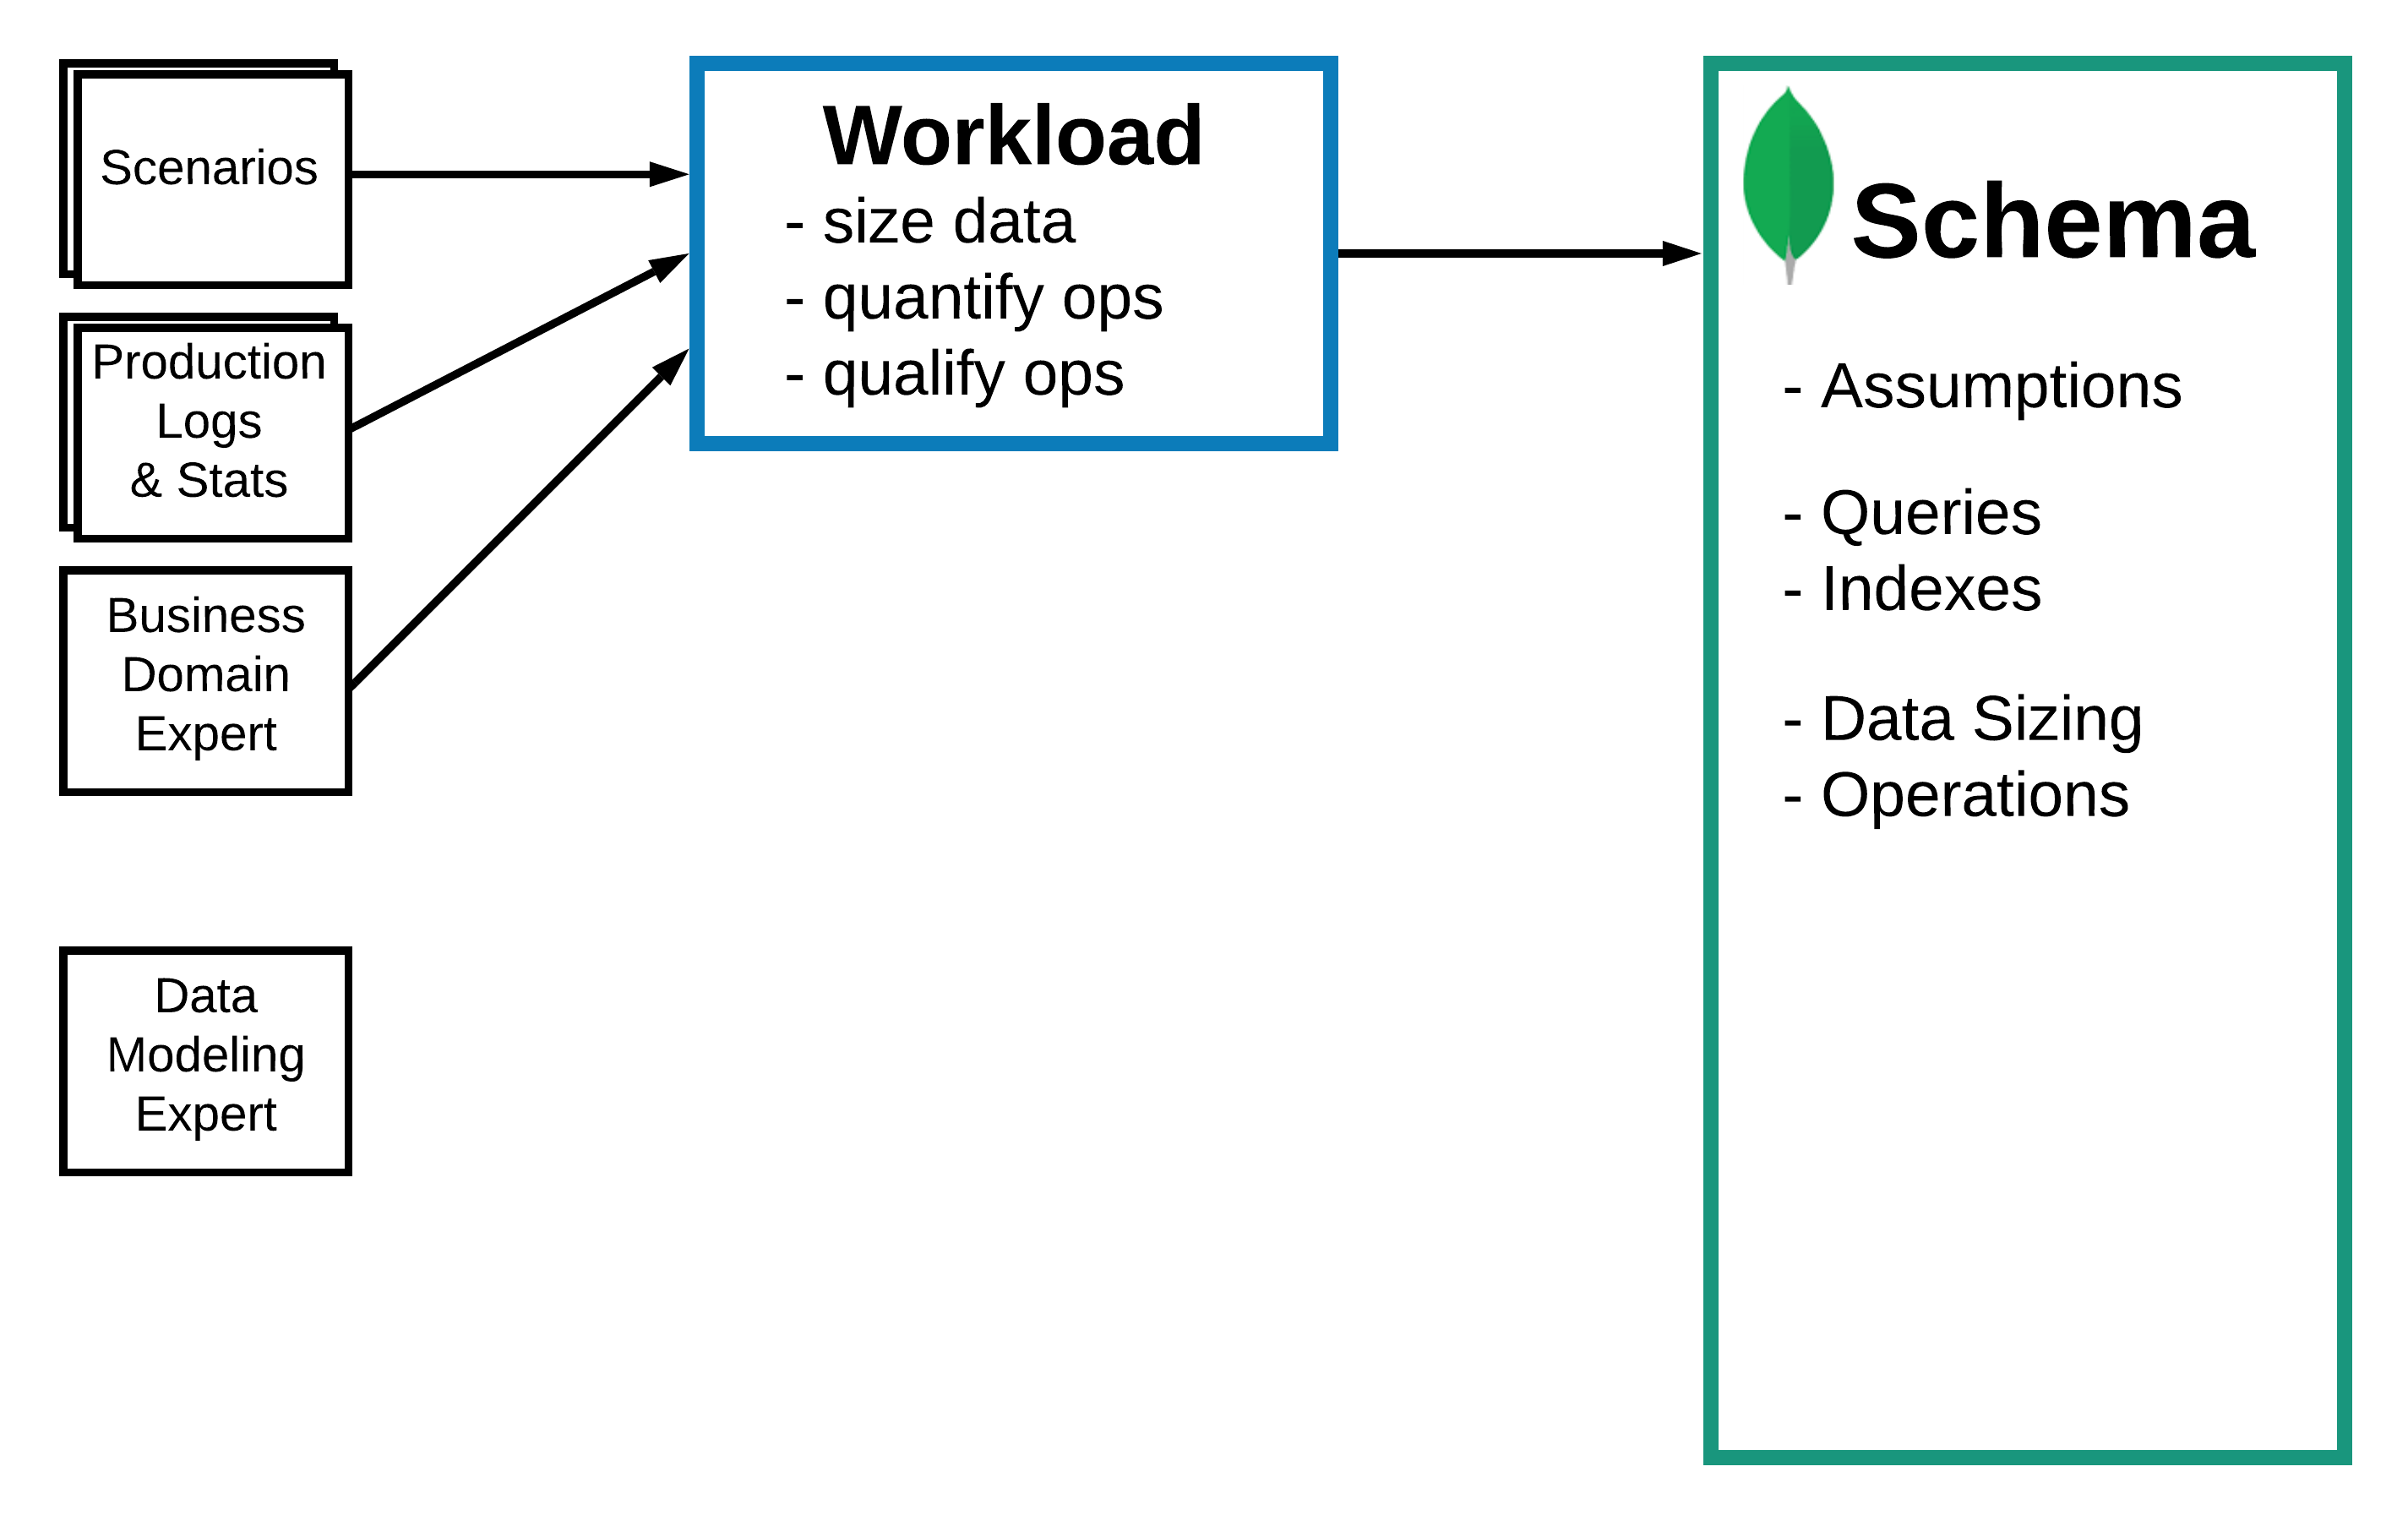 Scenarios
Production
Logs
& Stats
Business
Domain
Expert
Data
Modeling
Expert
Workload
- size data
- quantify ops
- qualify ops
Schema
- Assumptions
- Queries
- Indexes
- Data Sizing
- Operations